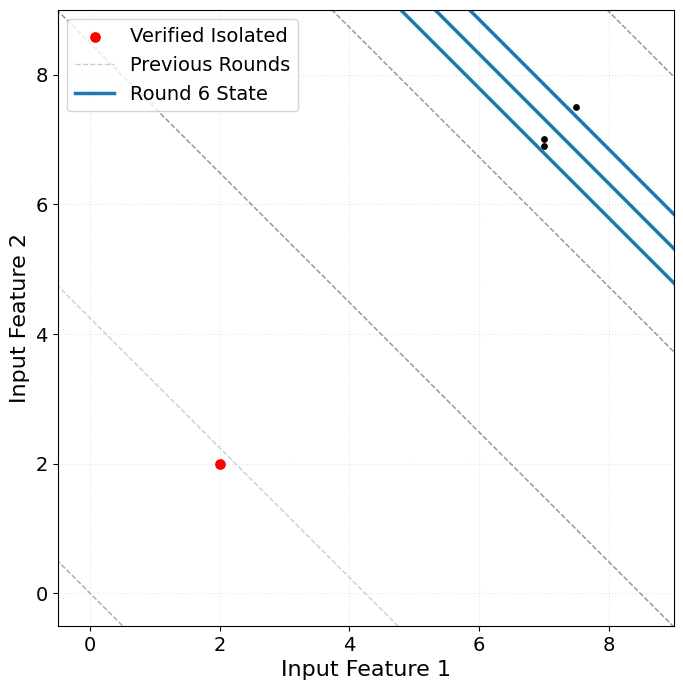 Verified Isolated
Previous Rounds
Round 6 State
8
6
4
2
0
Input Feature 2
0 2 4 6 8
Input Feature 1